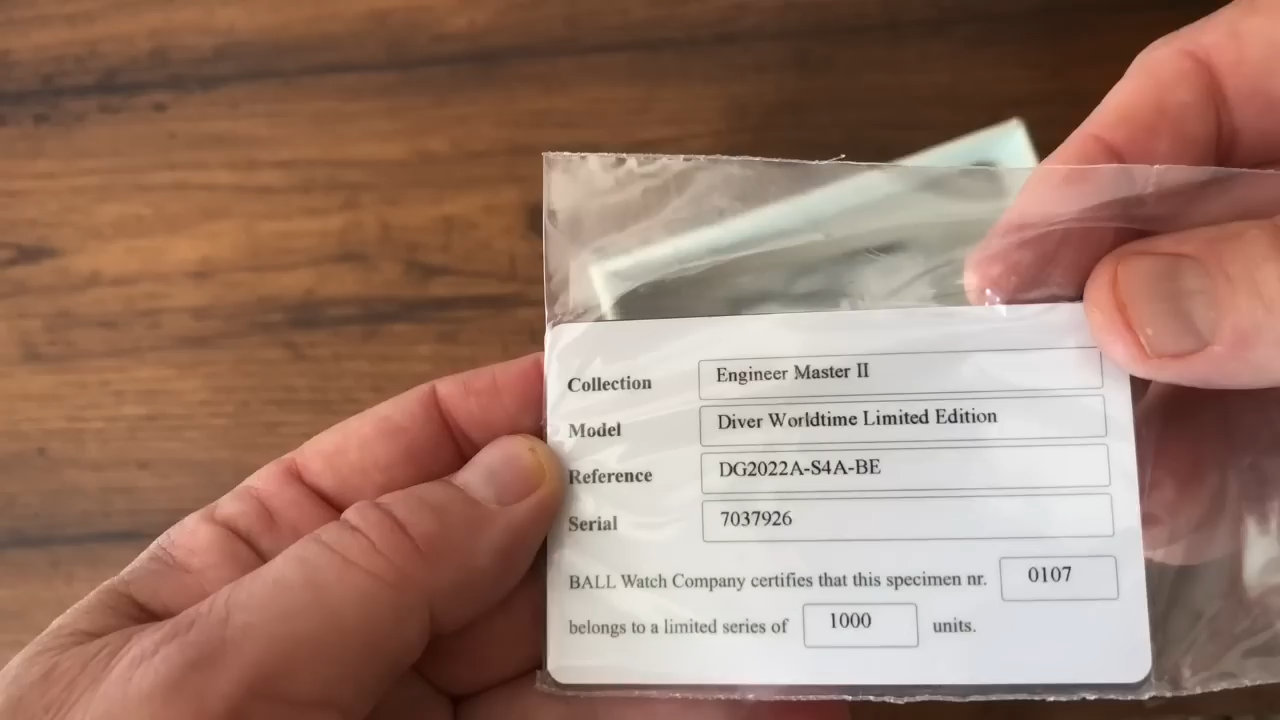 Collection Engineer Master II
Model Diver Worldtime Limited Edition
Reference DG2022A-S4A-BE
Serial 7037926
BALL Watch Company certifies that this specimen nr. 0107
belongs to a limited series of 1000 units.